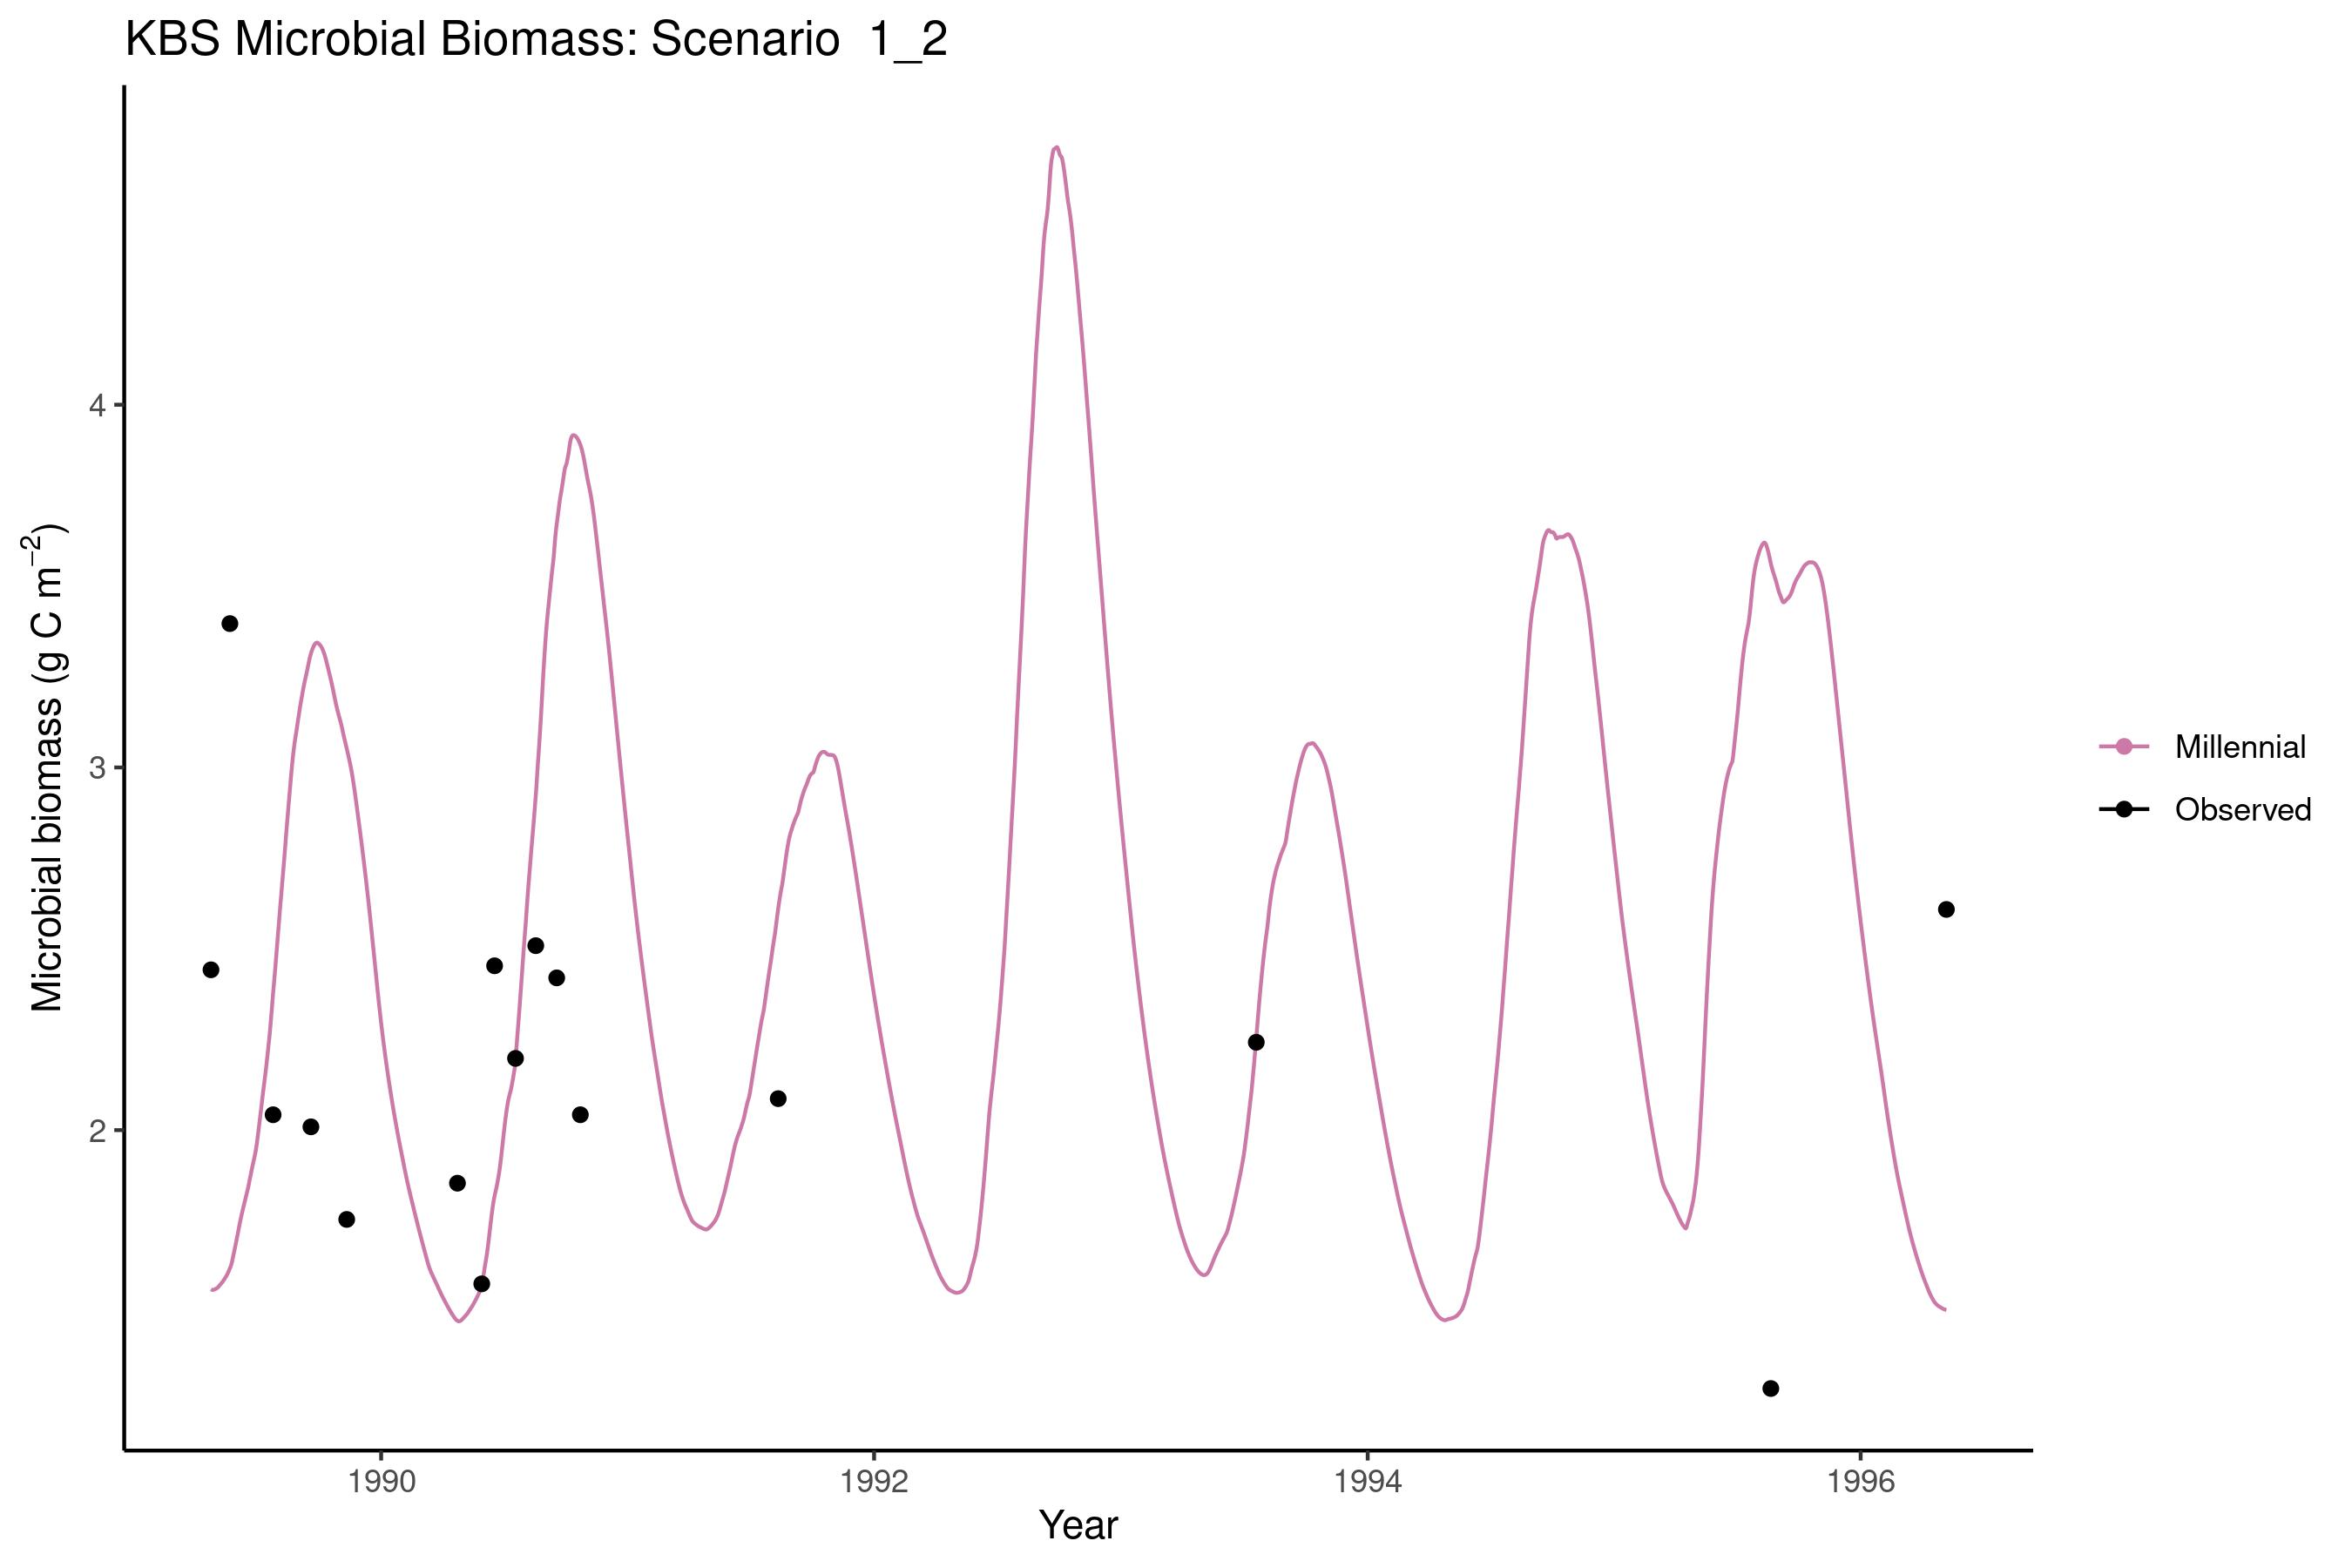 KBS Microbial Biomass: Scenario  1_2
Microbial biomass (g C m⁻²)
4
3
2
1990
1992
1994
1996
Year
Millennial
Observed